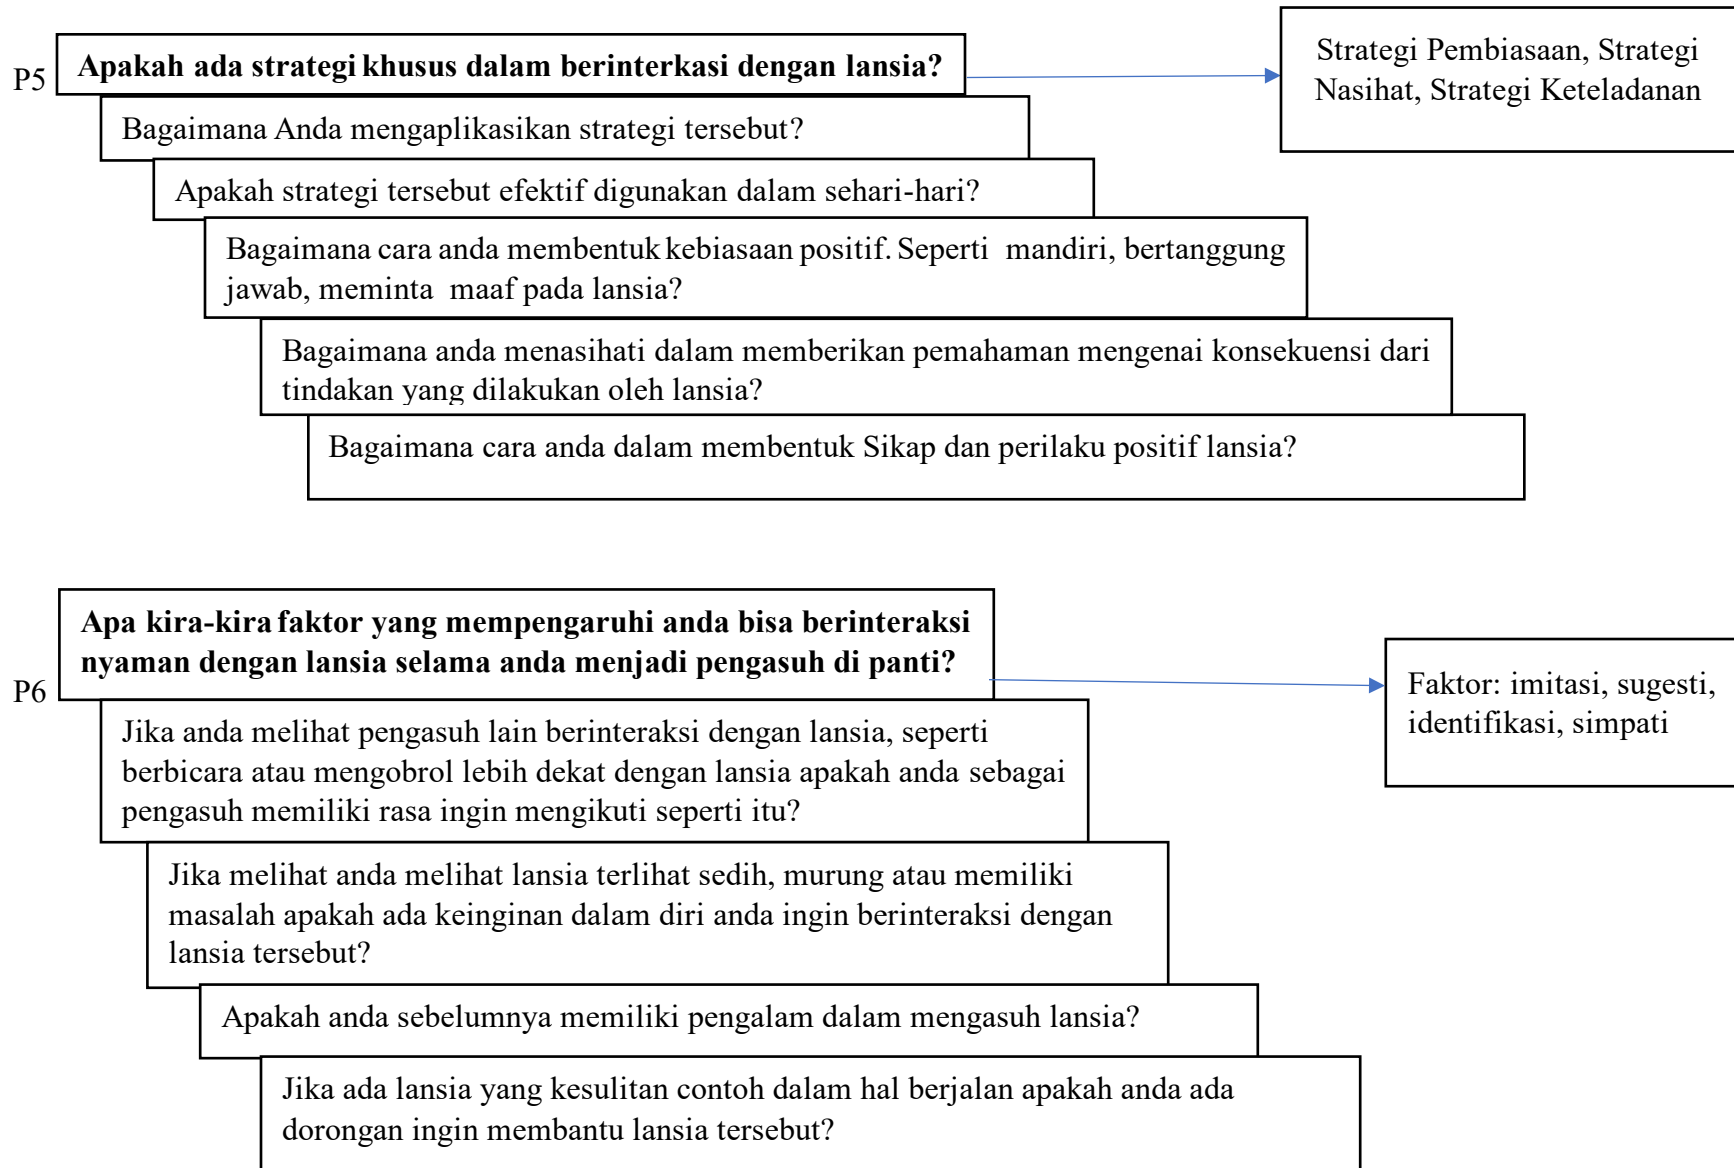 P5
Apakah ada strategi khusus dalam berinterkasi dengan lansia?
Strategi Pembiasaan, Strategi
Nasihat, Strategi Keteladanan
Bagaimana Anda mengaplikasikan strategi tersebut?
Apakah strategi tersebut efektif digunakan dalam sehari-hari?
Bagaimana cara anda membentuk kebiasaan positif. Seperti mandiri, bertanggung
jawab, meminta maaf pada lansia?
Bagaimana anda menasihati dalam memberikan pemahaman mengenai konsekuensi dari
tindakan yang dilakukan oleh lansia?
Bagaimana cara anda dalam membentuk Sikap dan perilaku positif lansia?
P6
Apa kira-kira faktor yang mempengaruhi anda bisa berinteraksi
nyaman dengan lansia selama anda menjadi pengasuh di panti?
Faktor: imitasi, sugesti,
identifikasi, simpati
Jika anda melihat pengasuh lain berinteraksi dengan lansia, seperti
berbicara atau mengobrol lebih dekat dengan lansia apakah anda sebagai
pengasuh memiliki rasa ingin mengikuti seperti itu?
Jika melihat anda melihat lansia terlihat sedih, murung atau memiliki
masalah apakah ada keinginan dalam diri anda ingin berinteraksi dengan
lansia tersebut?
Apakah anda sebelumnya memiliki pengalam dalam mengasuh lansia?
Jika ada lansia yang kesulitan contoh dalam hal berjalan apakah anda ada
dorongan ingin membantu lansia tersebut?